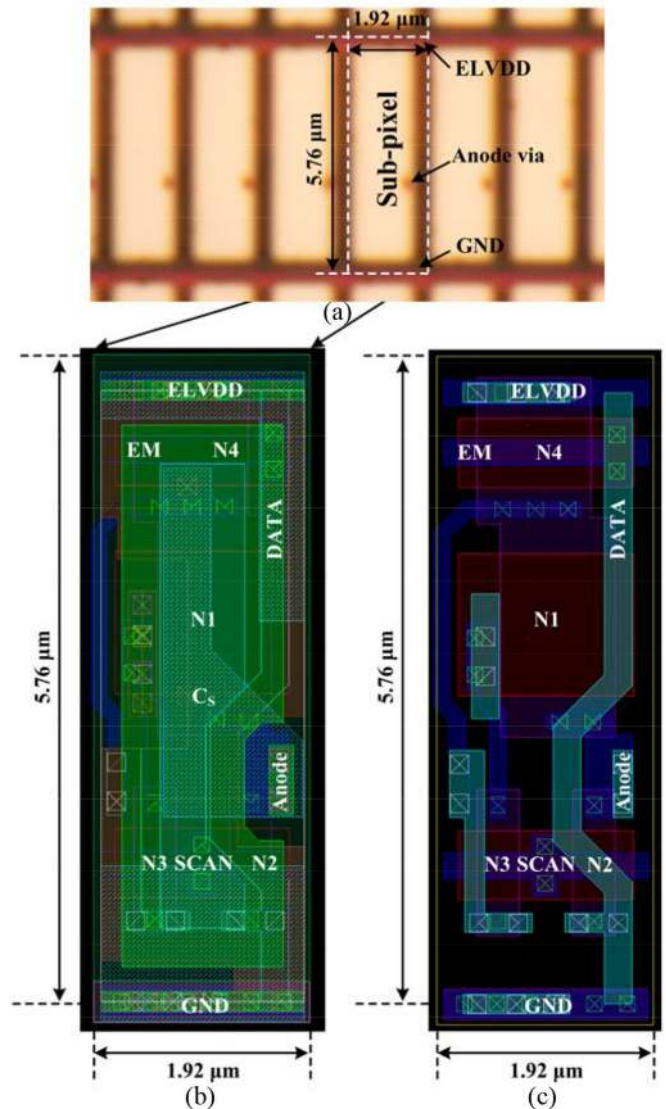 1.92 μm
ELVDD
5.76 μm
Sub-pixel
Anode via
GND
(a)
ELVDD
EM N4
DATA
N1
5.76 μm
Cs
Anode
N3 SCAN N2
GND
1.92 μm
(b)
ELVDD
EM N4
DATA
N1
5.76 μm
Anode
N3 SCAN N2
GND
1.92 μm
(c)